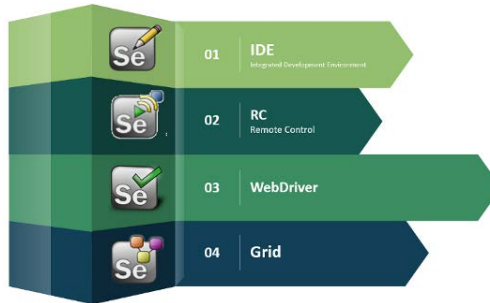 Se
01
IDE
Integrated Development Environment
Se
02
RC
Remote Control
Se
03
WebDriver
Se
04
Grid